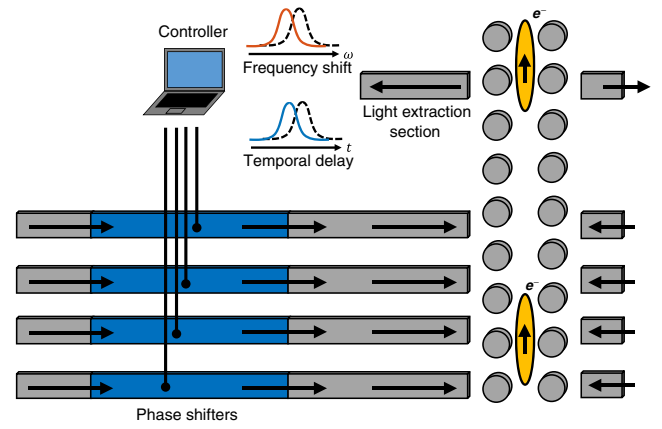 Controller
ω
Frequency shift
t
Temporal delay
Light extraction
section
e⁻
e⁻
Phase shifters